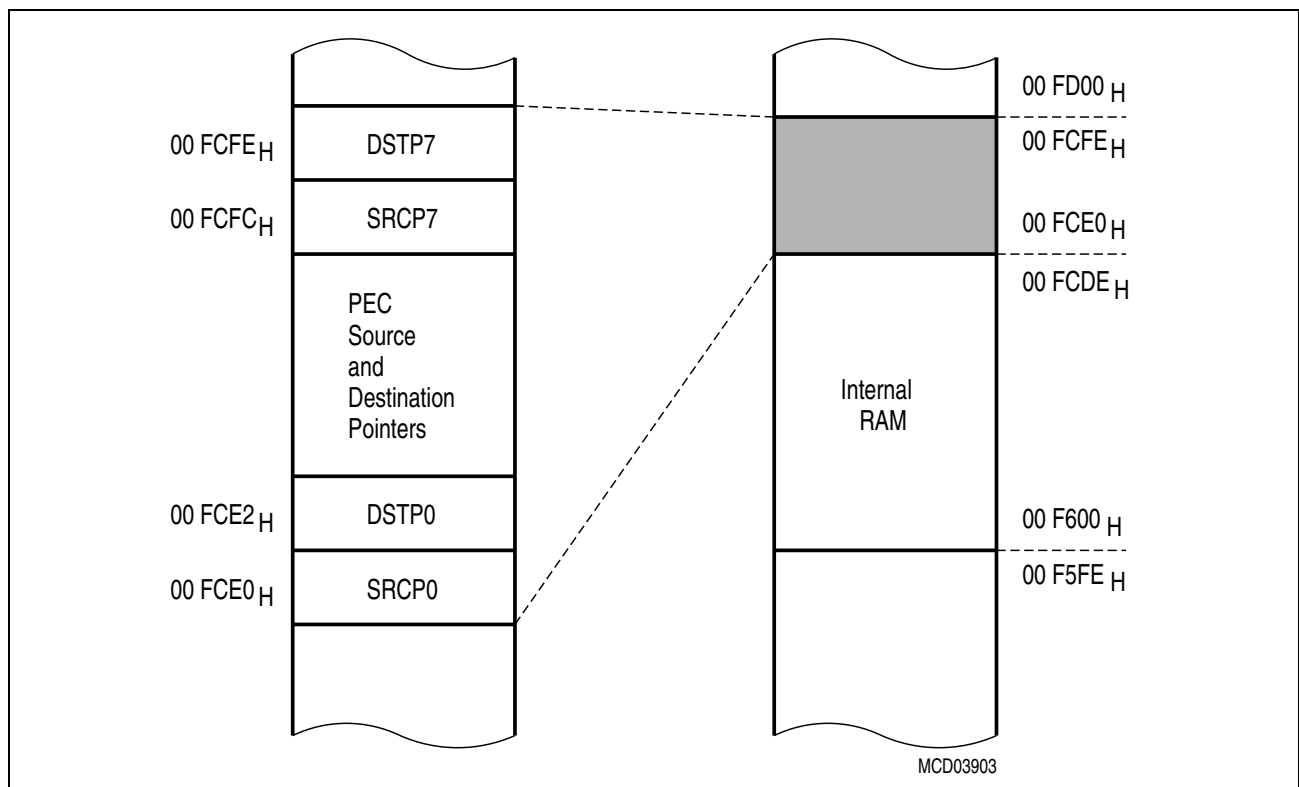 00 FD00 H
00 FCFE H
DSTP7
00 FCFE H
00 FCFC H
SRCP7
00 FCE0 H
00 FCDE H
PEC
Source
and
Destination
Pointers
Internal
RAM
00 FCE2 H
DSTP0
00 F600 H
00 FCE0 H
SRCP0
00 F5FE H
MCD03903